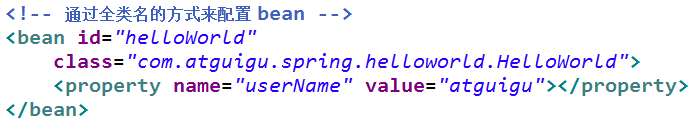 <!-- 通过全类名的方式来配置 bean -->
<bean id="helloWorld"
class="com.atguigu.spring.helloworld.HelloWorld">
<property name="userName" value="atguigu"></property>
</bean>